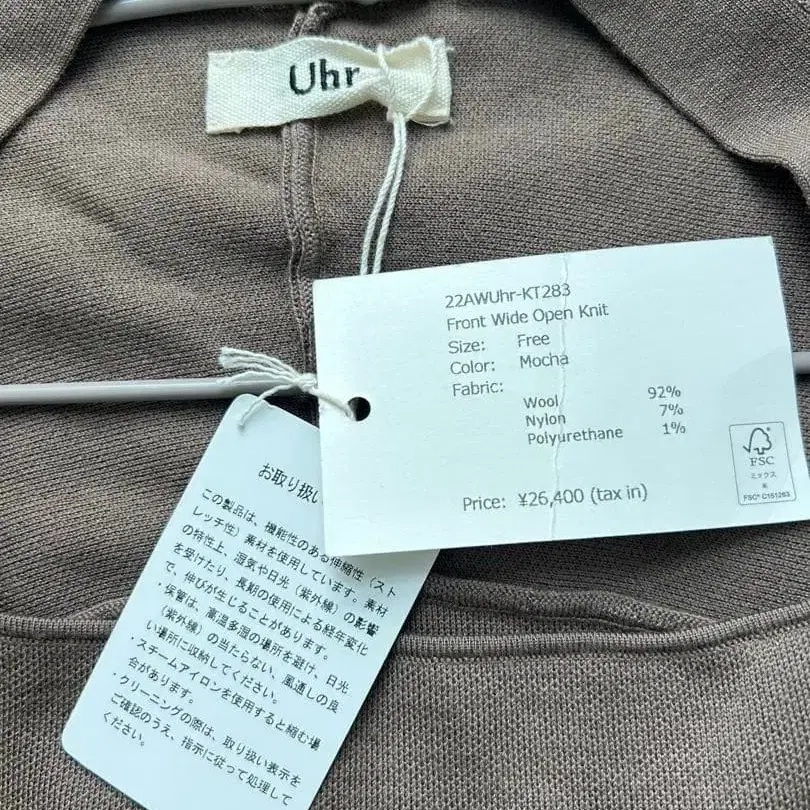 Uhr
22AWUhr-KT283
Front Wide Open Knit
Size: Free
Color: Mocha
Fabric:
Wool 92%
Nylon 7%
Polyurethane 1%
Price: ¥26,400 (tax in)
FSC
ミックス
FSC® C151263
お取り扱い
この製品は、機能性のある伸縮性（スト
レッチ性）素材を使用しています。素材
の特性上、湿気や日光（紫外線）の影響
を受けたり、長期の使用による経年変化
で、伸びが生じることがあります。
・保管は、高温多湿の場所を避け、日光
（紫外線）の当たらない、風通しの良
い場所に収納してください。
・スチームアイロンを使用すると縮む場
合があります。
・クリーニングの際は、取り扱い表示を
ご確認のうえ、指示に従って処理して
ください。